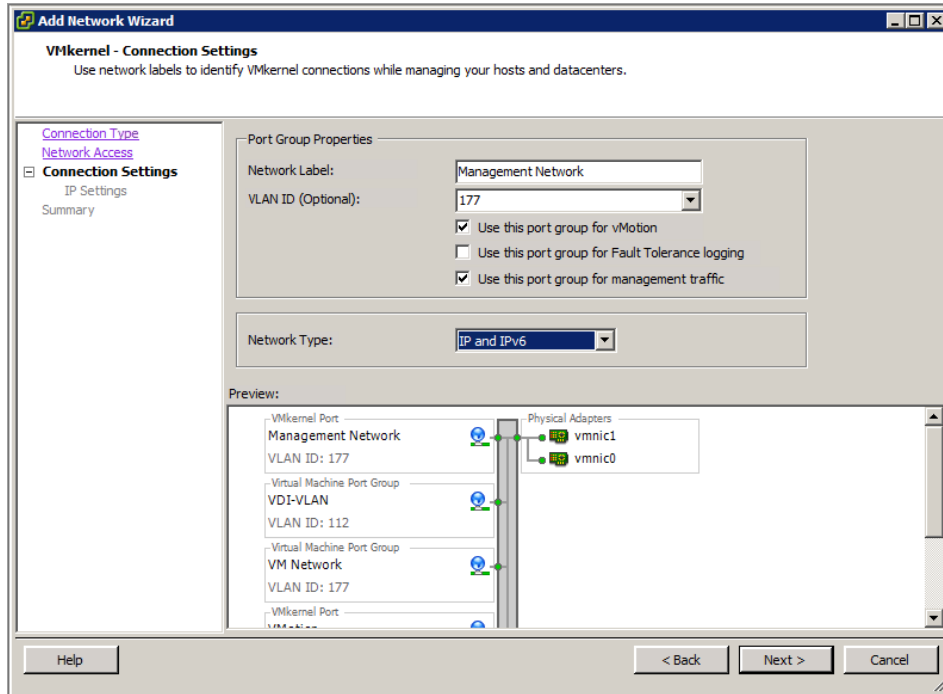 Add Network Wizard
VMkernel - Connection Settings
Use network labels to identify VMkernel connections while managing your hosts and datacenters.
Connection Type
Network Access
Connection Settings
IP Settings
Summary
Port Group Properties
Network Label:
Management Network
VLAN ID (Optional):
177
Use this port group for vMotion
Use this port group for Fault Tolerance logging
Use this port group for management traffic
Network Type:
IP and IPv6
Preview:
VMkernel Port
Management Network
VLAN ID: 177
Virtual Machine Port Group
VDI-VLAN
VLAN ID: 112
Virtual Machine Port Group
VM Network
VLAN ID: 177
VMkernel Port
VMotion
Physical Adapters
vmnic1
vmnic0
Help
< Back
Next >
Cancel